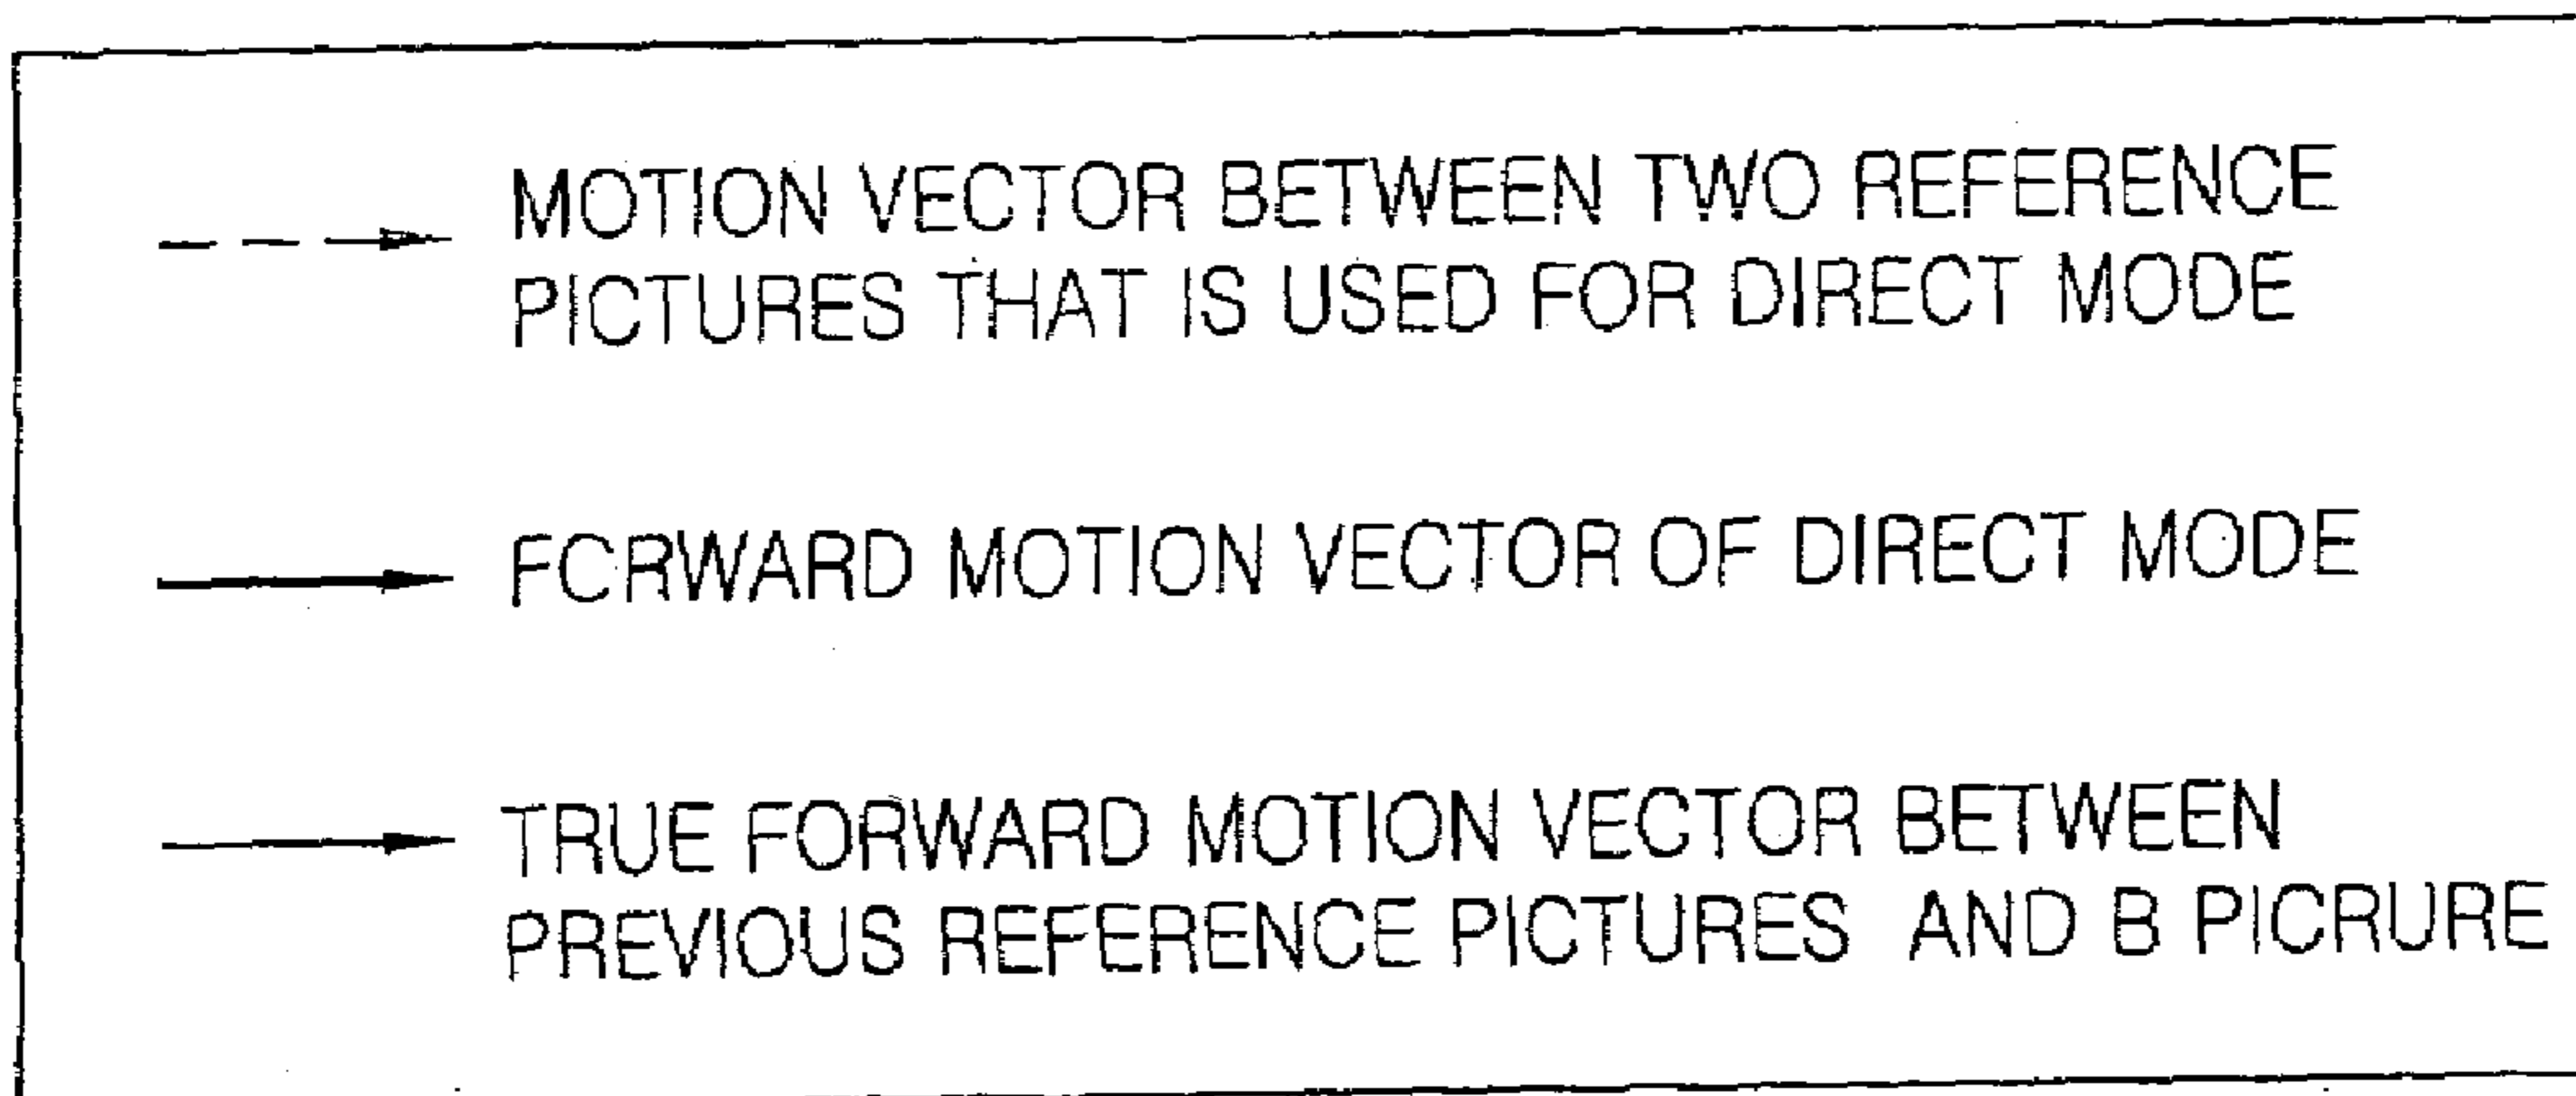 MOTION VECTOR BETWEEN TWO REFERENCE
PICTURES THAT IS USED FOR DIRECT MODE
FORWARD MOTION VECTOR OF DIRECT MODE
TRUE FORWARD MOTION VECTOR BETWEEN
PREVIOUS REFERENCE PICTURES AND B PICRURE